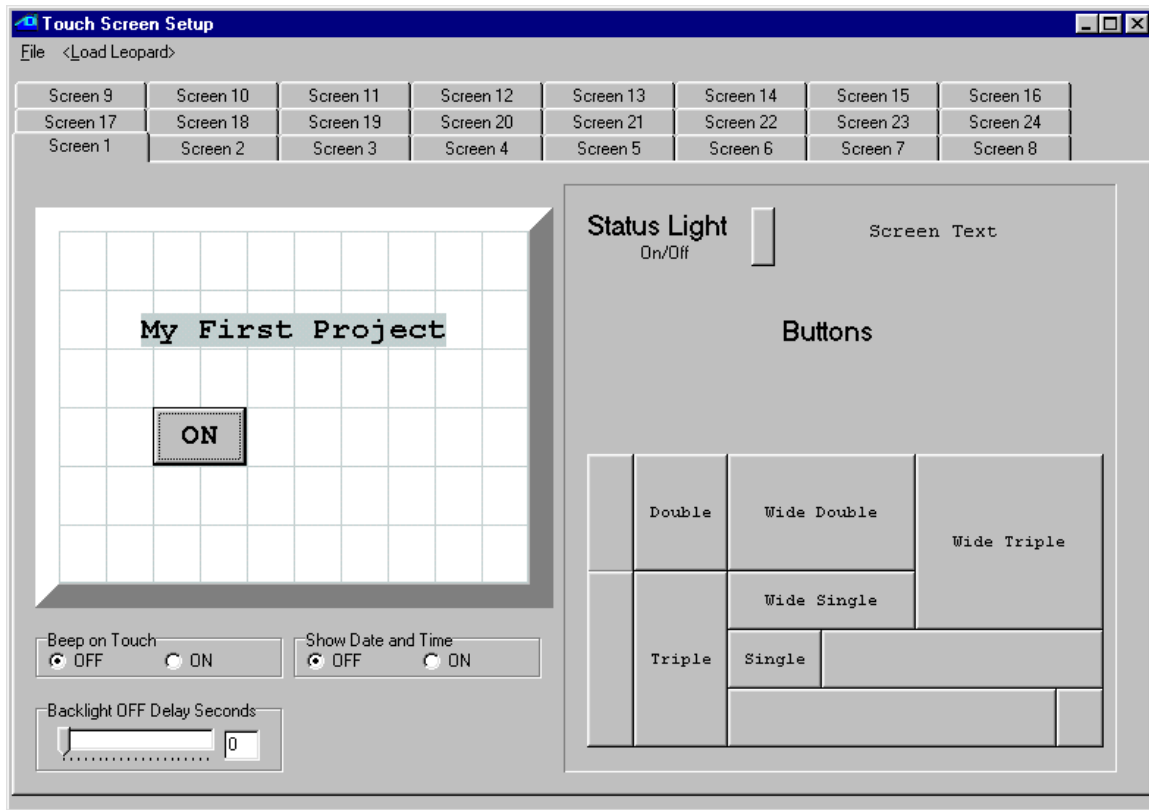 Touch Screen Setup
File <Load Leopard>
Screen 9 Screen 10 Screen 11 Screen 12 Screen 13 Screen 14 Screen 15 Screen 16
Screen 17 Screen 18 Screen 19 Screen 20 Screen 21 Screen 22 Screen 23 Screen 24
Screen 1 Screen 2 Screen 3 Screen 4 Screen 5 Screen 6 Screen 7 Screen 8
My First Project
ON
Beep on Touch
OFF ON
Show Date and Time
OFF ON
Backlight OFF Delay Seconds
0
Status Light
On/Off
Screen Text
Buttons
Double
Wide Double
Wide Triple
Wide Single
Triple
Single